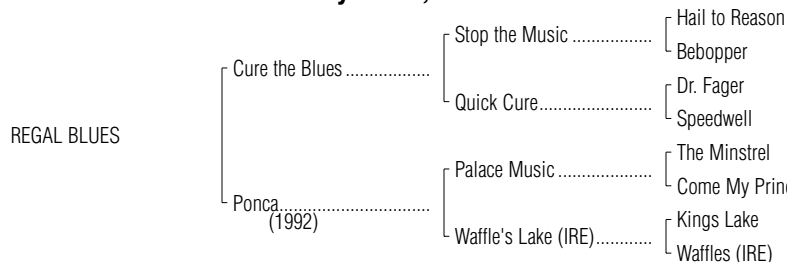 Hail to Reason
Stop the Music
Bebopper
Cure the Blues
Dr. Fager
Quick Cure
Speedwell
REGAL BLUES
The Minstrel
Palace Music
Come My
Ponca
(1992)
Kings Lake
Waffle's Lake (IRE)
Waffles (IRE)